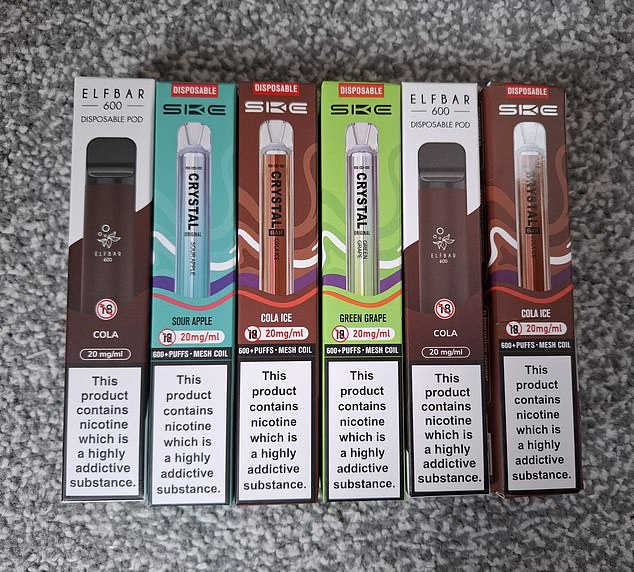 ELFBAR
600
DISPOSABLE POD
ELFBAR
600
18
COLA
20 mg/ml
This
product
contains
nicotine
which is
a highly
addictive
substance.
DISPOSABLE
SKE
CRYSTAL
ORIGINAL
SOUR APPLE
SOUR APPLE
18 20mg/ml
600+PUFFS · MESH COIL
This
product
contains
nicotine
which is
a highly
addictive
substance.
DISPOSABLE
SKE
CRYSTAL
BAR
COLA ICE
18 20mg/ml
600+PUFFS · MESH COIL
This
product
contains
nicotine
which is
a highly
addictive
substance.
DISPOSABLE
SKE
CRYSTAL
ORIGINAL
GREEN
GRAPE
GREEN GRAPE
18 20mg/ml
600+PUFFS · MESH COIL
This
product
contains
nicotine
which is
a highly
addictive
substance.
ELFBAR
600
DISPOSABLE POD
ELFBAR
600
18
COLA
20 mg/ml
This
product
contains
nicotine
which is
a highly
addictive
substance.
DISPOSABLE
SKE
CRYSTAL
BAR
COLA ICE
18 20mg/ml
600+PUFFS · MESH COIL
This
product
contains
nicotine
which is
a highly
addictive
substance.